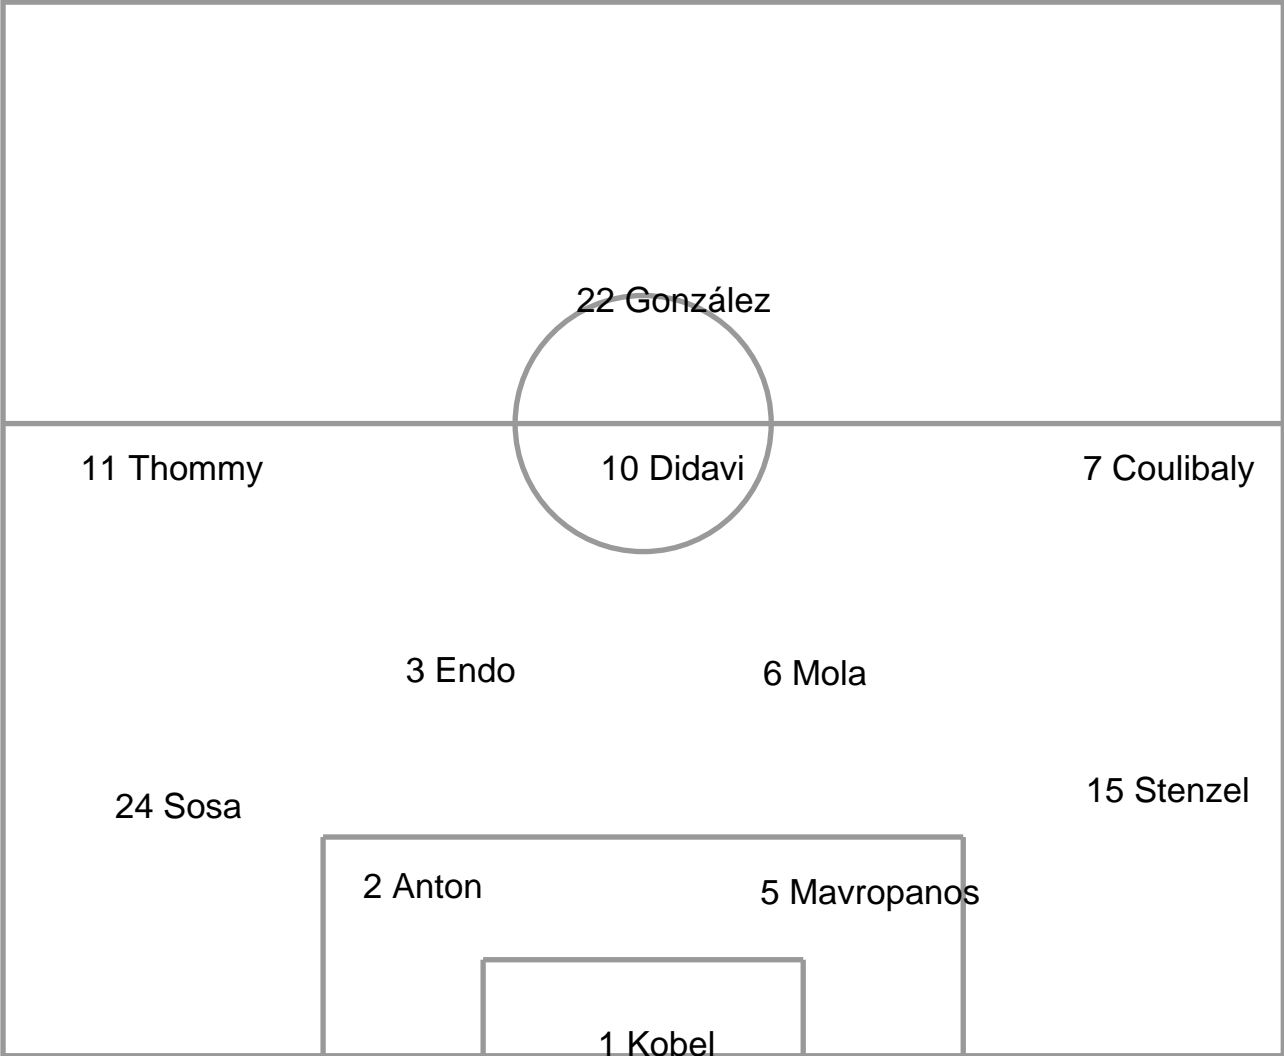 22 González
11 Thommy
10 Didavi
7 Coulibaly
3 Endo
6 Mola
24 Sosa
15 Stenzel
2 Anton
5 Mavropanos
1 Kobel